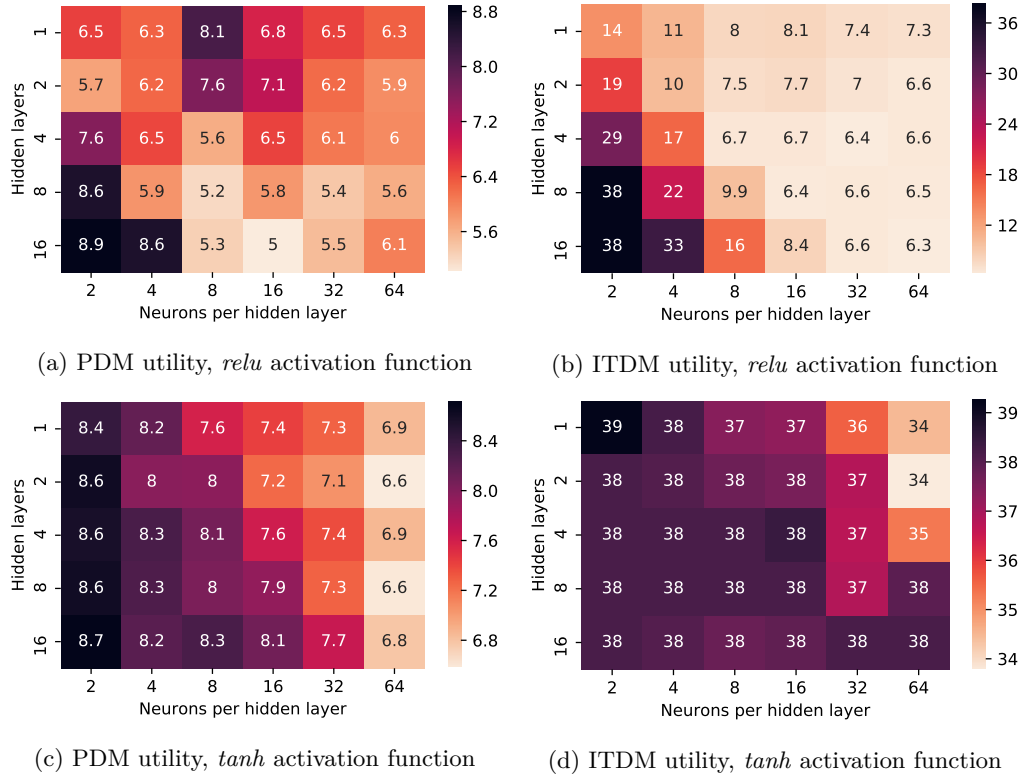 1 6.5 6.3 8.1 6.8 6.5 6.3
2 5.7 6.2 7.6 7.1 6.2 5.9
4 7.6 6.5 5.6 6.5 6.1 6
8 8.6 5.9 5.2 5.8 5.4 5.6
16 8.9 8.6 5.3 5 5.5 6.1
2 4 8 16 32 64
Hidden layers
Neurons per hidden layer
8.8
8.0
7.2
6.4
5.6
(a) PDM utility, relu activation function
1 14 11 8 8.1 7.4 7.3
2 19 10 7.5 7.7 7 6.6
4 29 17 6.7 6.7 6.4 6.6
8 38 22 9.9 6.4 6.6 6.5
16 38 33 16 8.4 6.6 6.3
2 4 8 16 32 64
Hidden layers
Neurons per hidden layer
36
30
24
18
12
(b) ITDM utility, relu activation function
1 8.4 8.2 7.6 7.4 7.3 6.9
2 8.6 8 8 7.2 7.1 6.6
4 8.6 8.3 8.1 7.6 7.4 6.9
8 8.6 8.3 8 7.9 7.3 6.6
16 8.7 8.2 8.3 8.1 7.7 6.8
2 4 8 16 32 64
Hidden layers
Neurons per hidden layer
8.4
8.0
7.6
7.2
6.8
(c) PDM utility, tanh activation function
1 39 38 37 37 36 34
2 38 38 38 38 37 34
4 38 38 38 38 37 35
8 38 38 38 38 37 38
16 38 38 38 38 38 38
2 4 8 16 32 64
Hidden layers
Neurons per hidden layer
39
38
37
36
35
34
(d) ITDM utility, tanh activation function